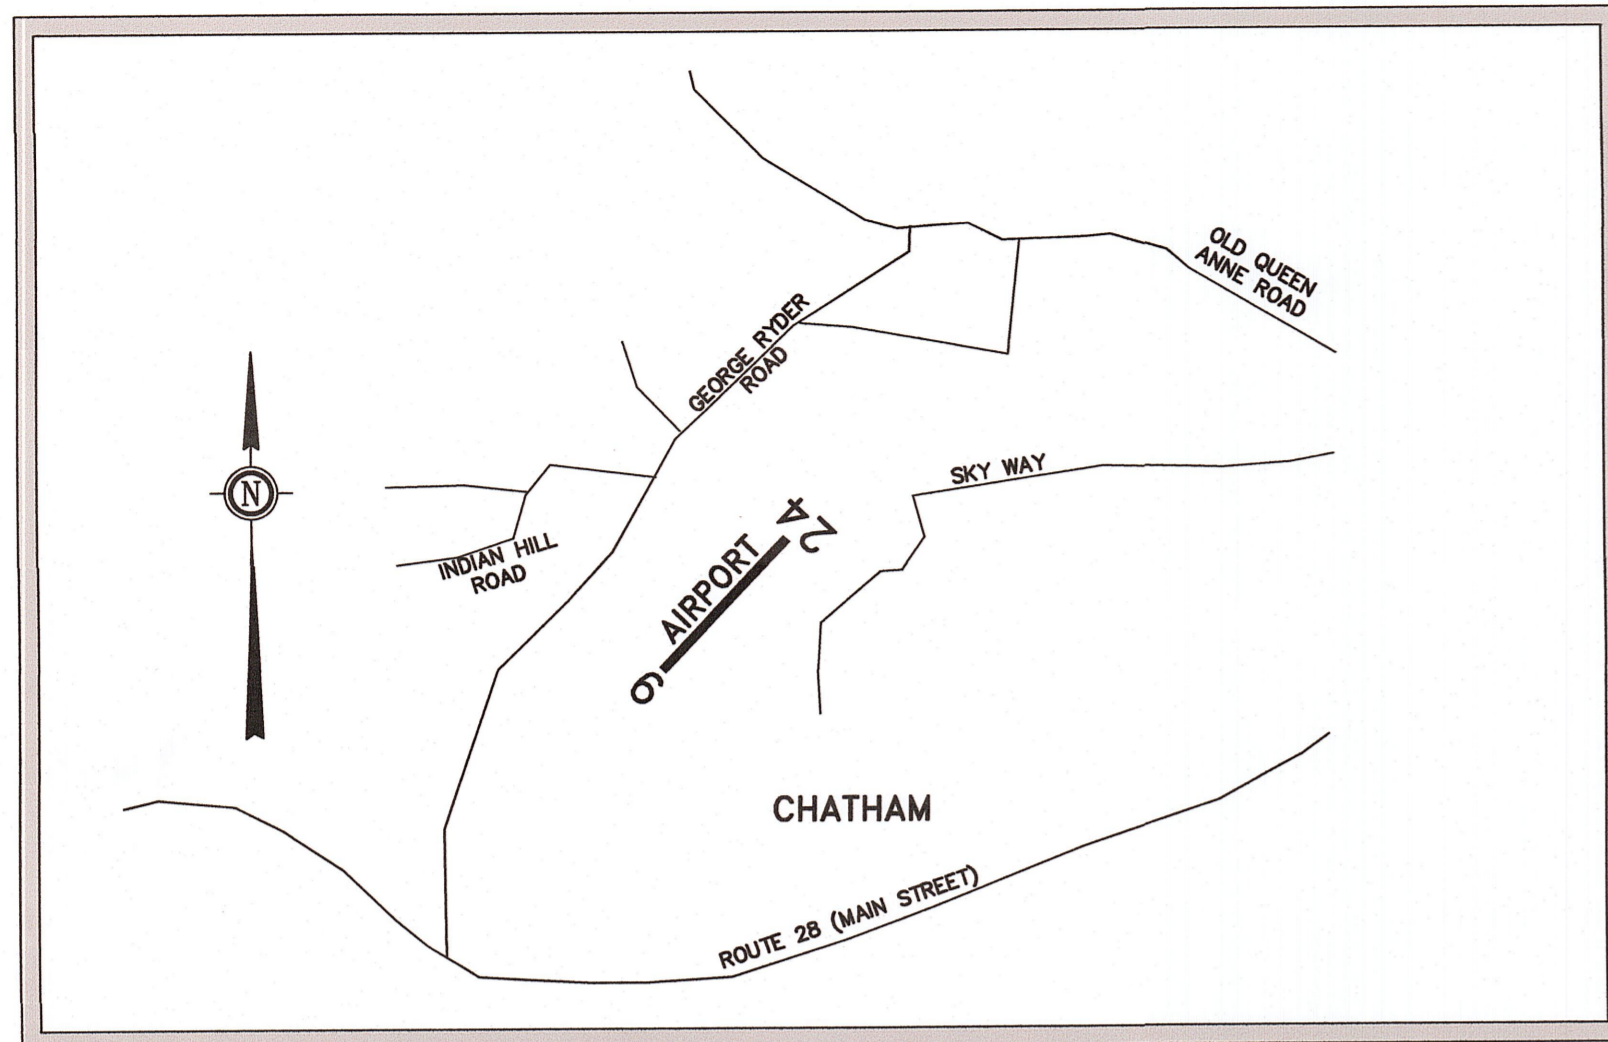 OLD QUEEN
ANNE ROAD
GEORGE RYDER
ROAD
SKY WAY
N
24
AIRPORT
INDIAN HILL
ROAD
6
CHATHAM
ROUTE 28 (MAIN STREET)